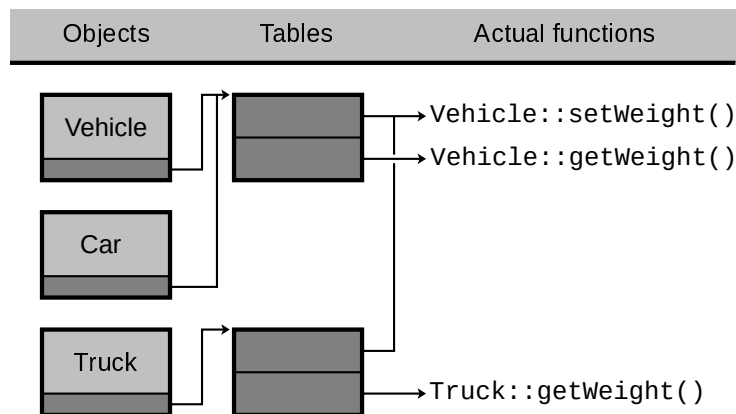 Objects Tables Actual functions
Vehicle
Vehicle::setWeight()
Vehicle::getWeight()
Car
Truck
Truck::getWeight()